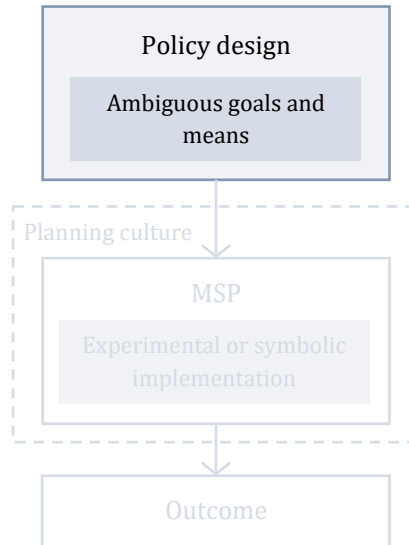 Policy design
Ambiguous goals and
means
Planning culture
MSP
Experimental or symbolic
implementation
Outcome